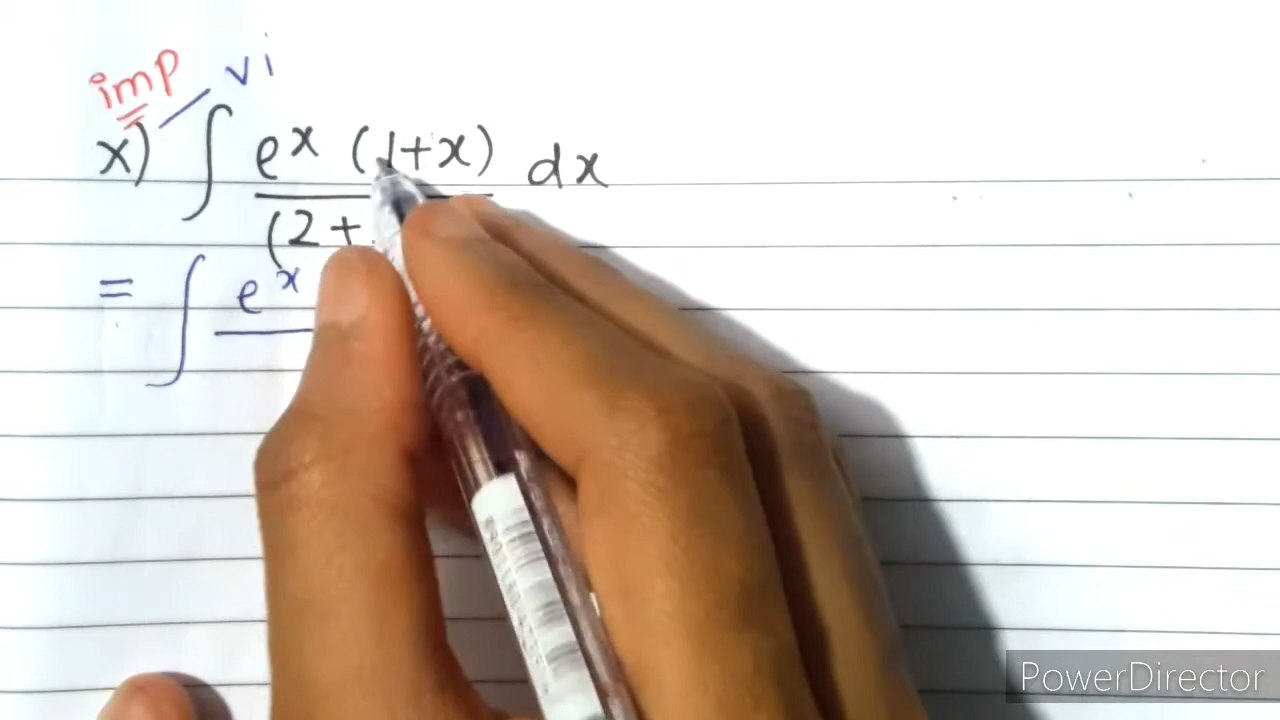 imp vi
x) ∫ eˣ (1+x) dx
(2+
= ∫ eˣ
PowerDirector